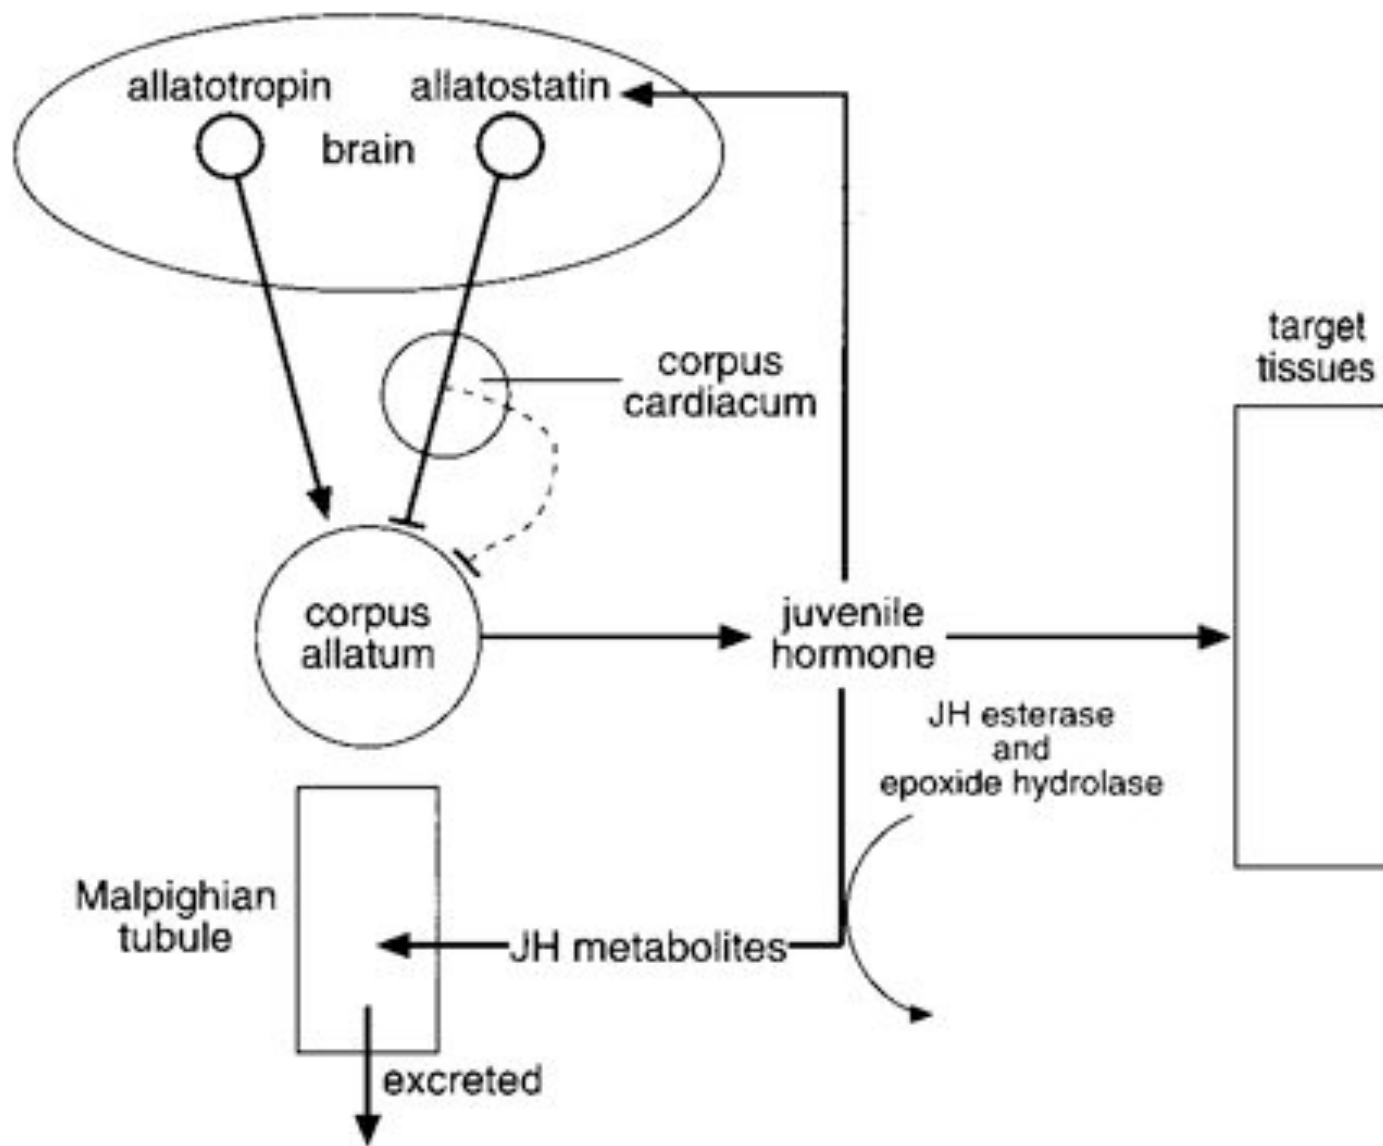 allatotropin
allatostatin
brain
corpus
cardiacum
target
tissues
corpus
allatum
juvenile
hormone
JH esterase
and
epoxide hydrolase
Malpighian
tubule
JH metabolites
excreted